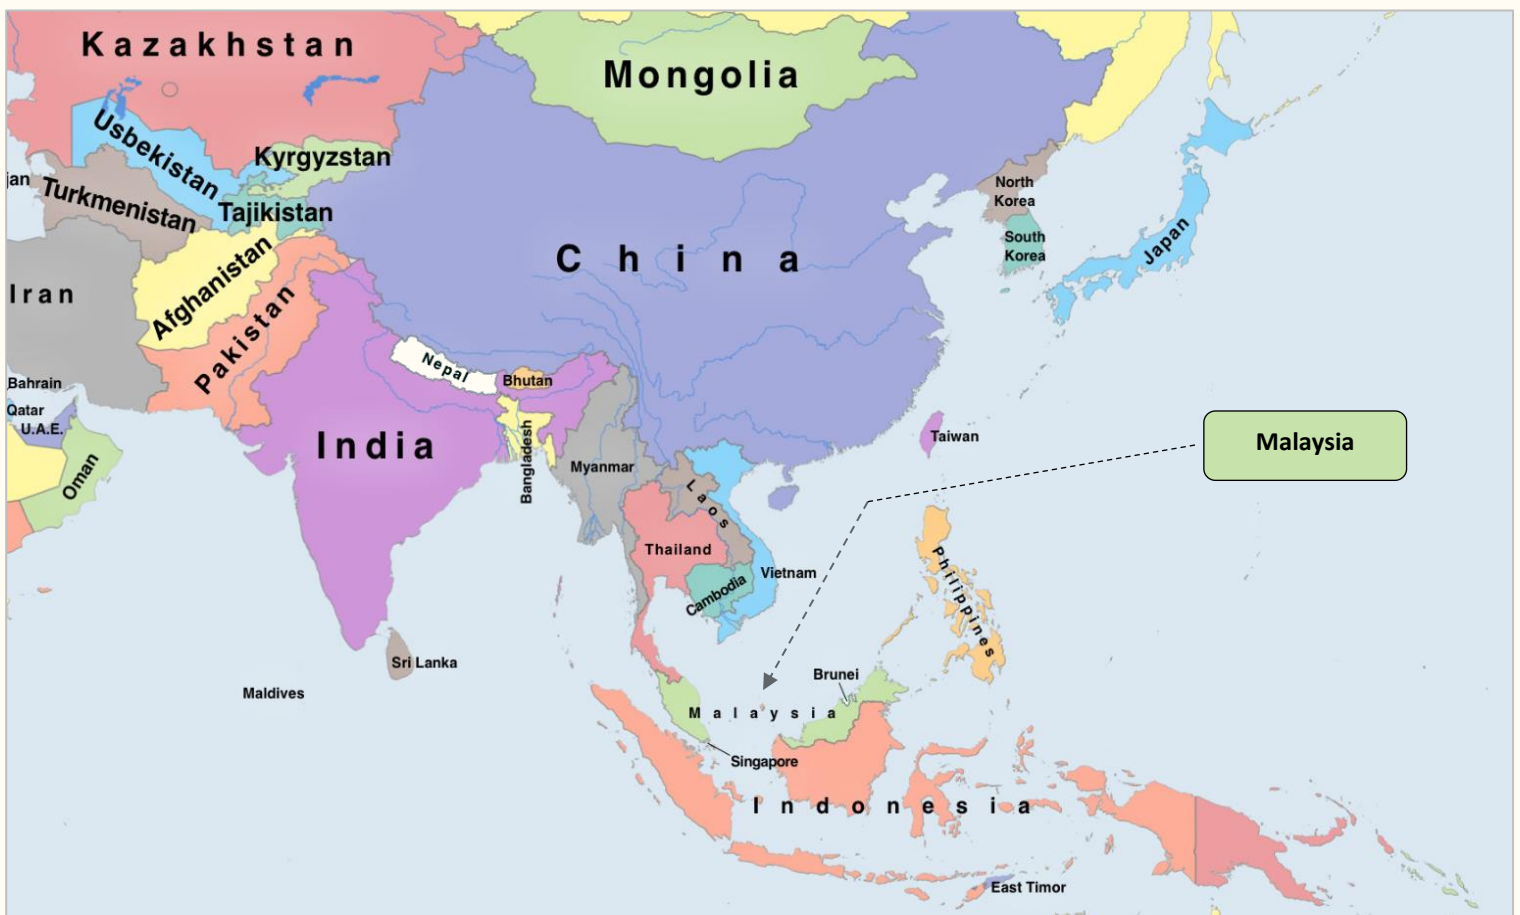 Kazakhstan
Mongolia
Usbekistan
Kyrgyzstan
jan
Turkmenistan
Tajikistan
North
Korea
South
Korea
Japan
China
Afghanistan
Iran
Pakistan
Nepal
Bhutan
Bahrain
Qatar
U.A.E.
Oman
India
Bangladesh
Myanmar
Taiwan
Malaysia
Laos
Thailand
Vietnam
Cambodia
Philippines
Sri Lanka
Maldives
Brunei
Malaysia
Singapore
Indonesia
East Timor